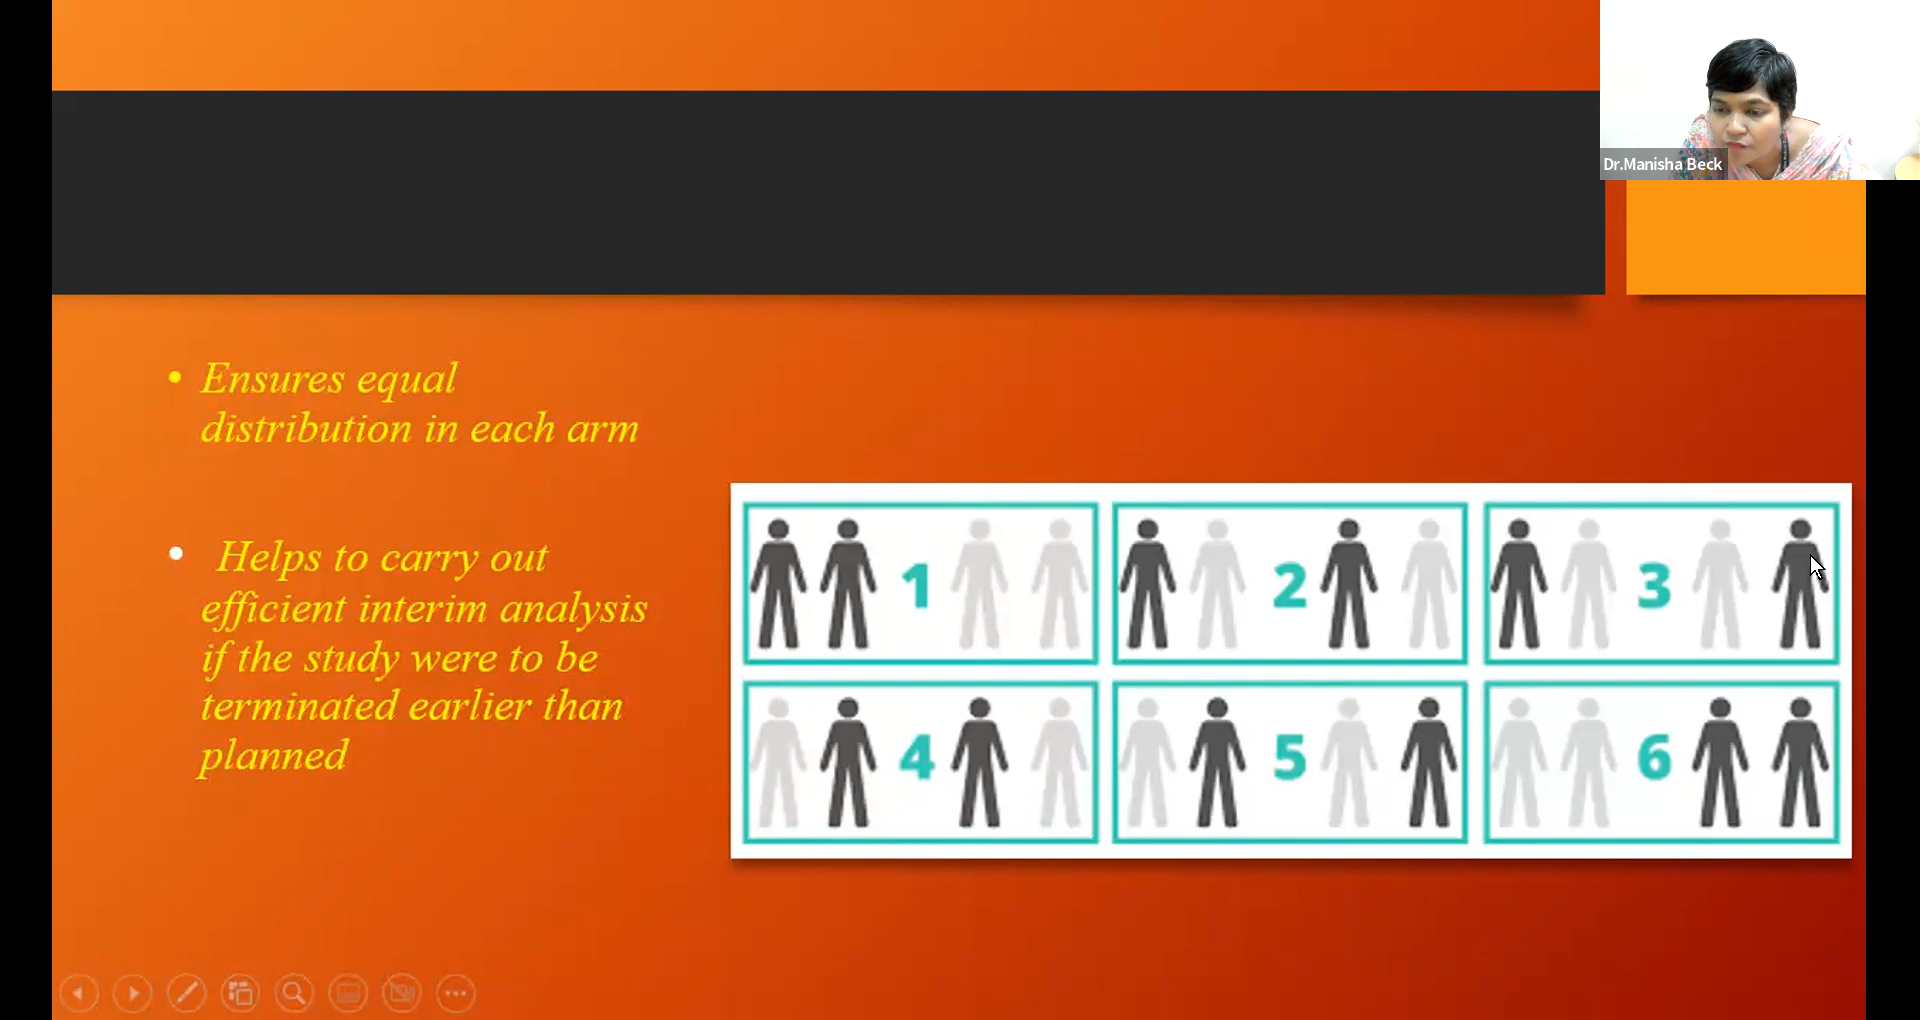 Dr.Manisha Beck
• Ensures equal
distribution in each arm
• Helps to carry out
efficient interim analysis
if the study were to be
terminated earlier than
planned
1 2 3
4 5 6